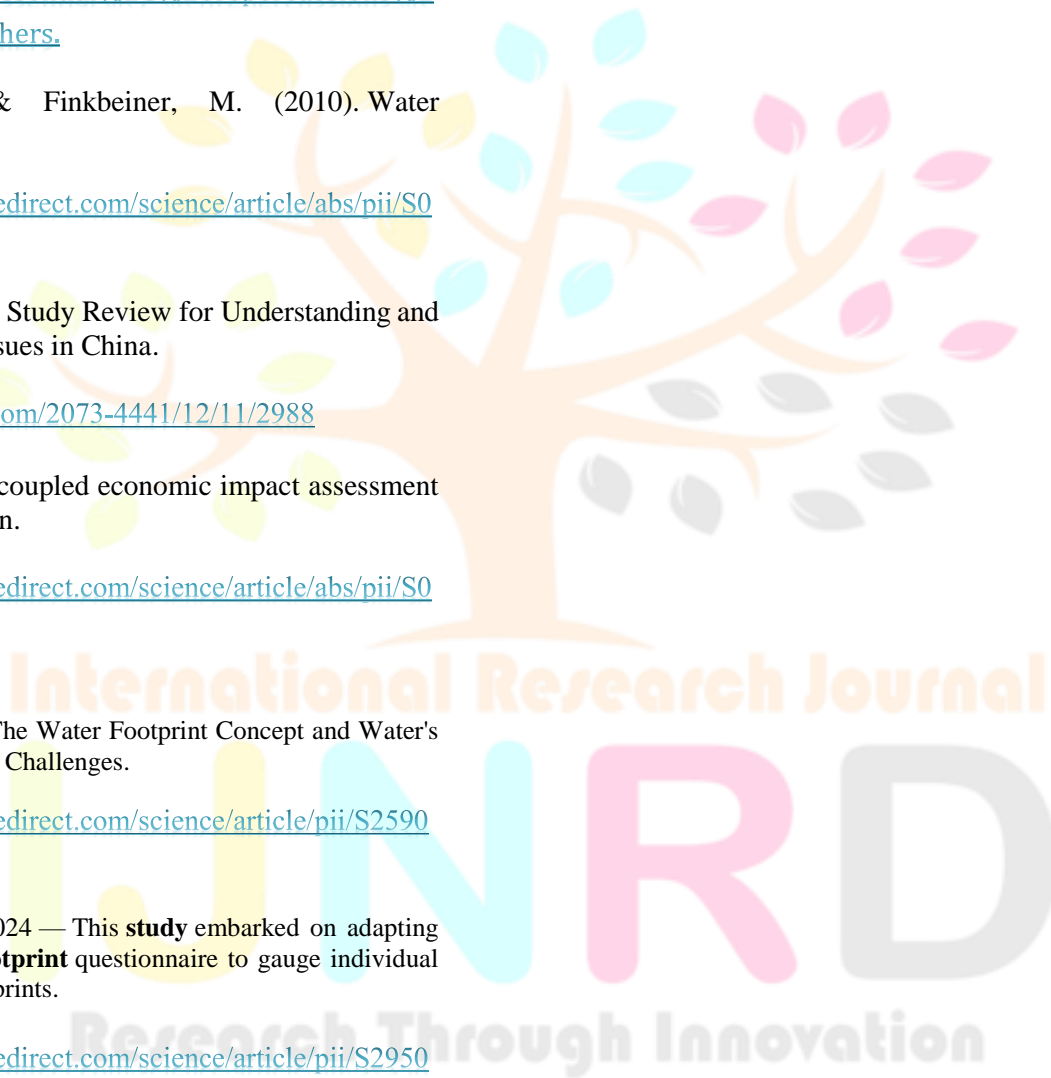 hers.
& Finkbeiner, M. (2010). Water
edirect.com/science/article/abs/pii/S0
Study Review for Understanding and
sues in China.
om/2073-4441/12/11/2988
coupled economic impact assessment
n.
edirect.com/science/article/abs/pii/S0
International Research Journal
The Water Footprint Concept and Water's
Challenges.
edirect.com/science/article/pii/S2590
IJNRD
024 — This study embarked on adapting
otprint questionnaire to gauge individual
prints.
Research Through Innovation
edirect.com/science/article/pii/S2950